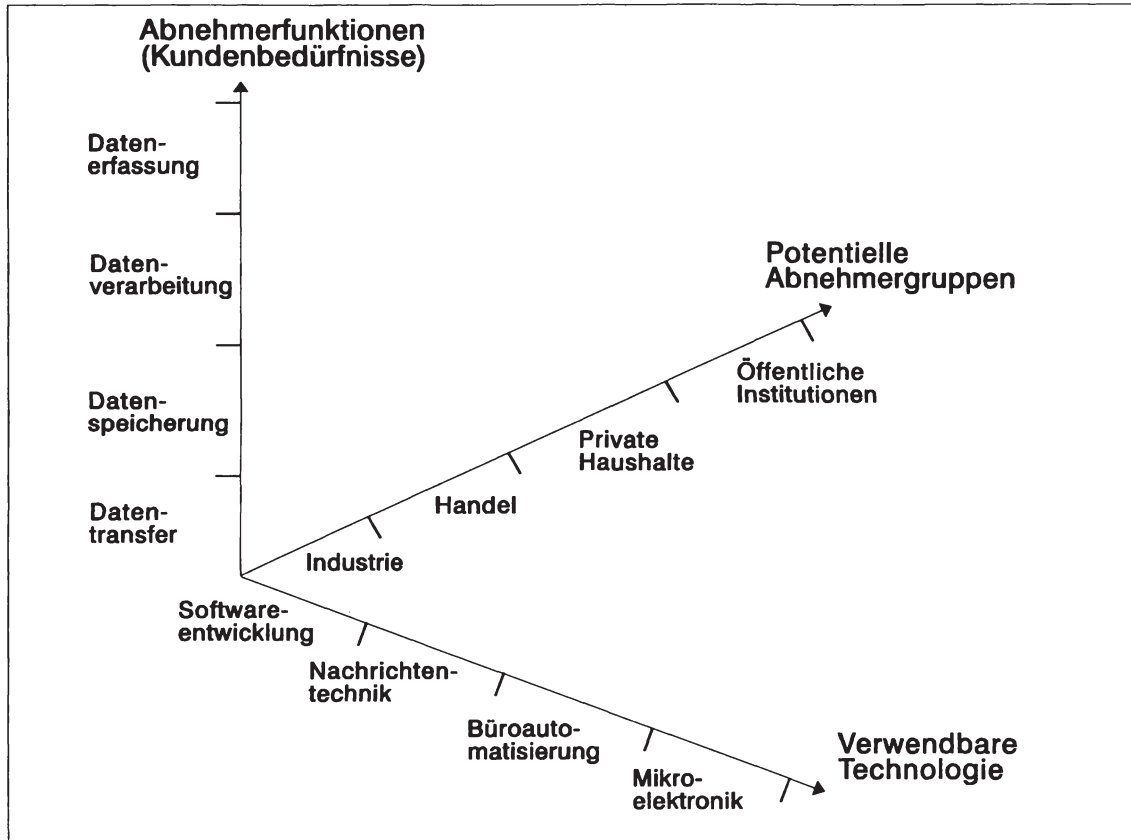 Abnehmerfunktionen
(Kundenbedürfnisse)
Daten-
erfassung
Daten-
verarbeitung
Daten-
speicherung
Daten-
transfer
Potentielle
Abnehmergruppen
Öffentliche
Institutionen
Private
Haushalte
Handel
Industrie
Software-
entwicklung
Nachrichten-
technik
Büroauto-
matisierung
Mikro-
elektronik
Verwendbare
Technologie